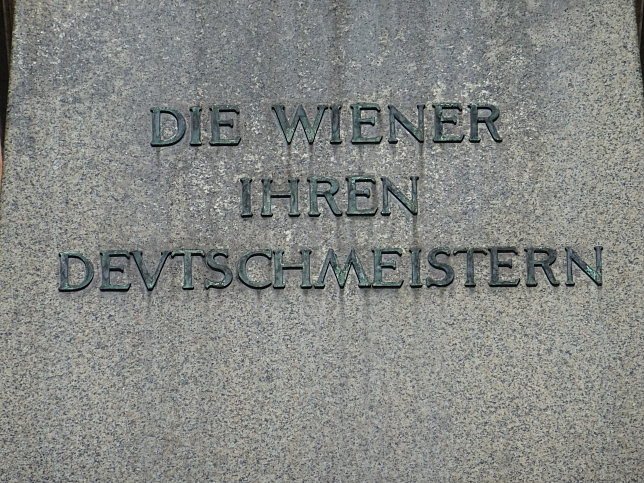 DIE WIENER
IHREN
DEVTSCHMEISTERN